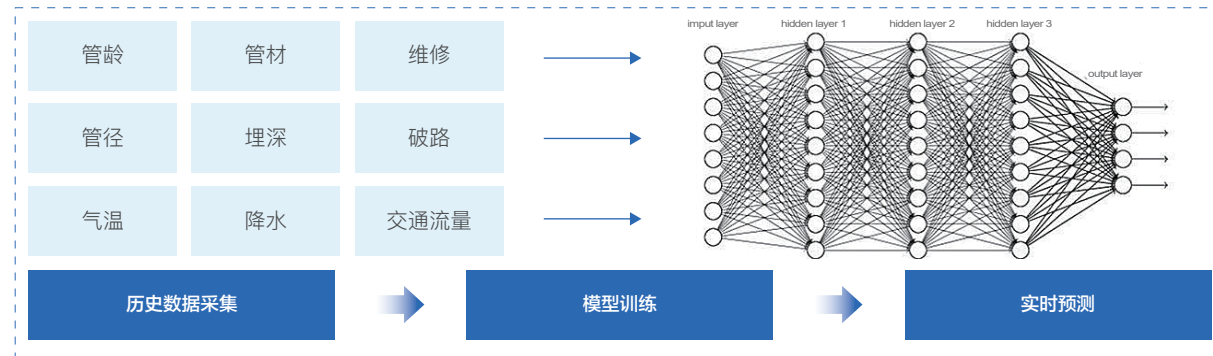 管龄 管材 维修
管径 埋深 破路
气温 降水 交通流量
imput layer hidden layer 1 hidden layer 2 hidden layer 3
output layer
历史数据采集 模型训练 实时预测